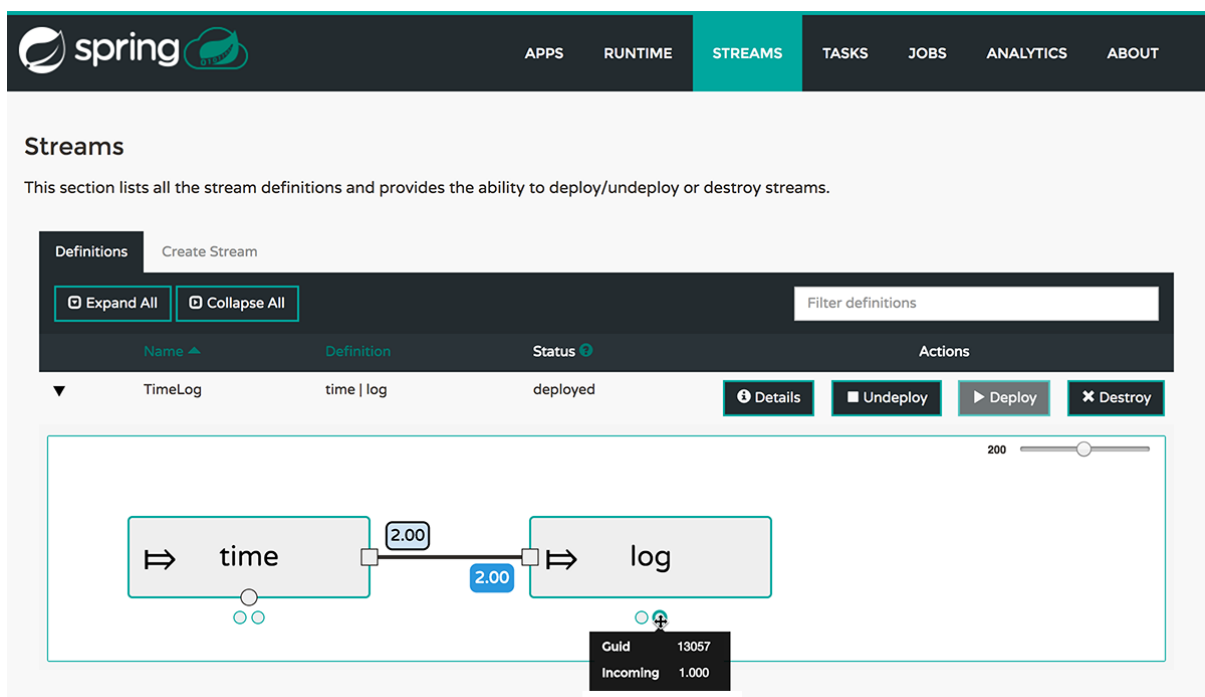 spring
APPS RUNTIME STREAMS TASKS JOBS ANALYTICS ABOUT
Streams
This section lists all the stream definitions and provides the ability to deploy/undeploy or destroy streams.
Definitions Create Stream
Expand All Collapse All Filter definitions
Name Definition Status Actions
TimeLog time | log deployed Details Undeploy Deploy Destroy
200
2.00
time log
2.00
Guid 13057
Incoming 1.000